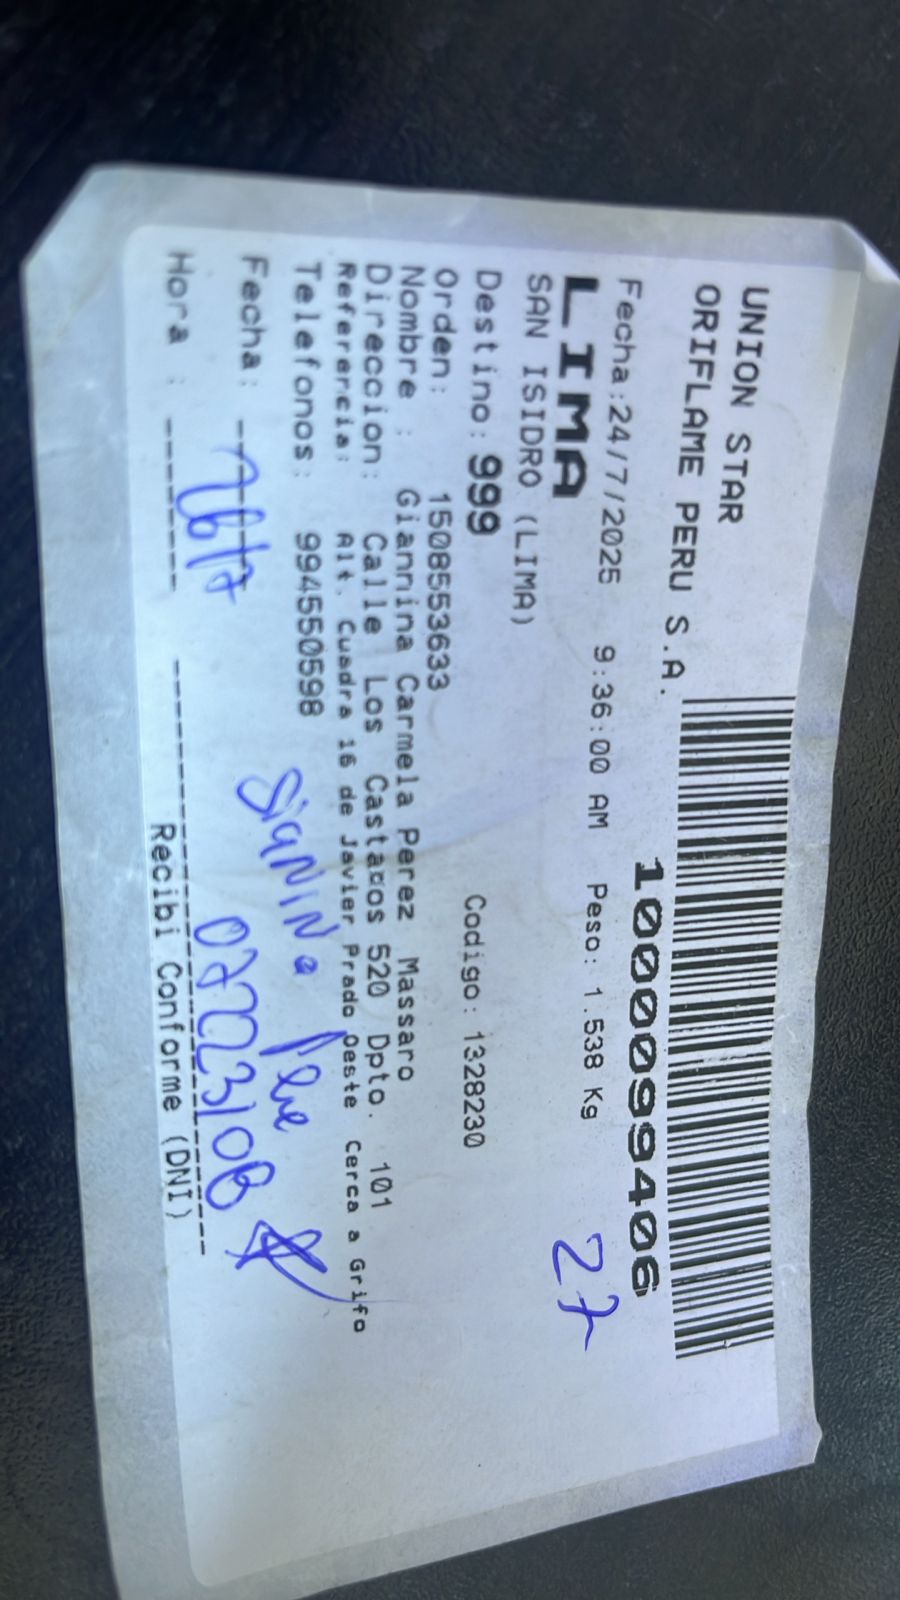 UNION STAR
ORIFLAME PERU S.A.
1000099406
Fecha:24/7/2025 9:36:00 AM Peso: 1.538 Kg
LIMA
27
SAN ISIDRO (LIMA)
Destino: 999 Codigo: 1328230
Orden: 1508553633
Nombre : Giannina Carmela Perez Massaro
Direccion: Calle Los Castaños 520 Dpto. 101
Referencia: Alt. Cuadra 16 de Javier Prado Oeste Cerca a Grifo
Telefonos: 994550598
Fecha: 26/7
Hora :
Recibi Conforme (DNI)